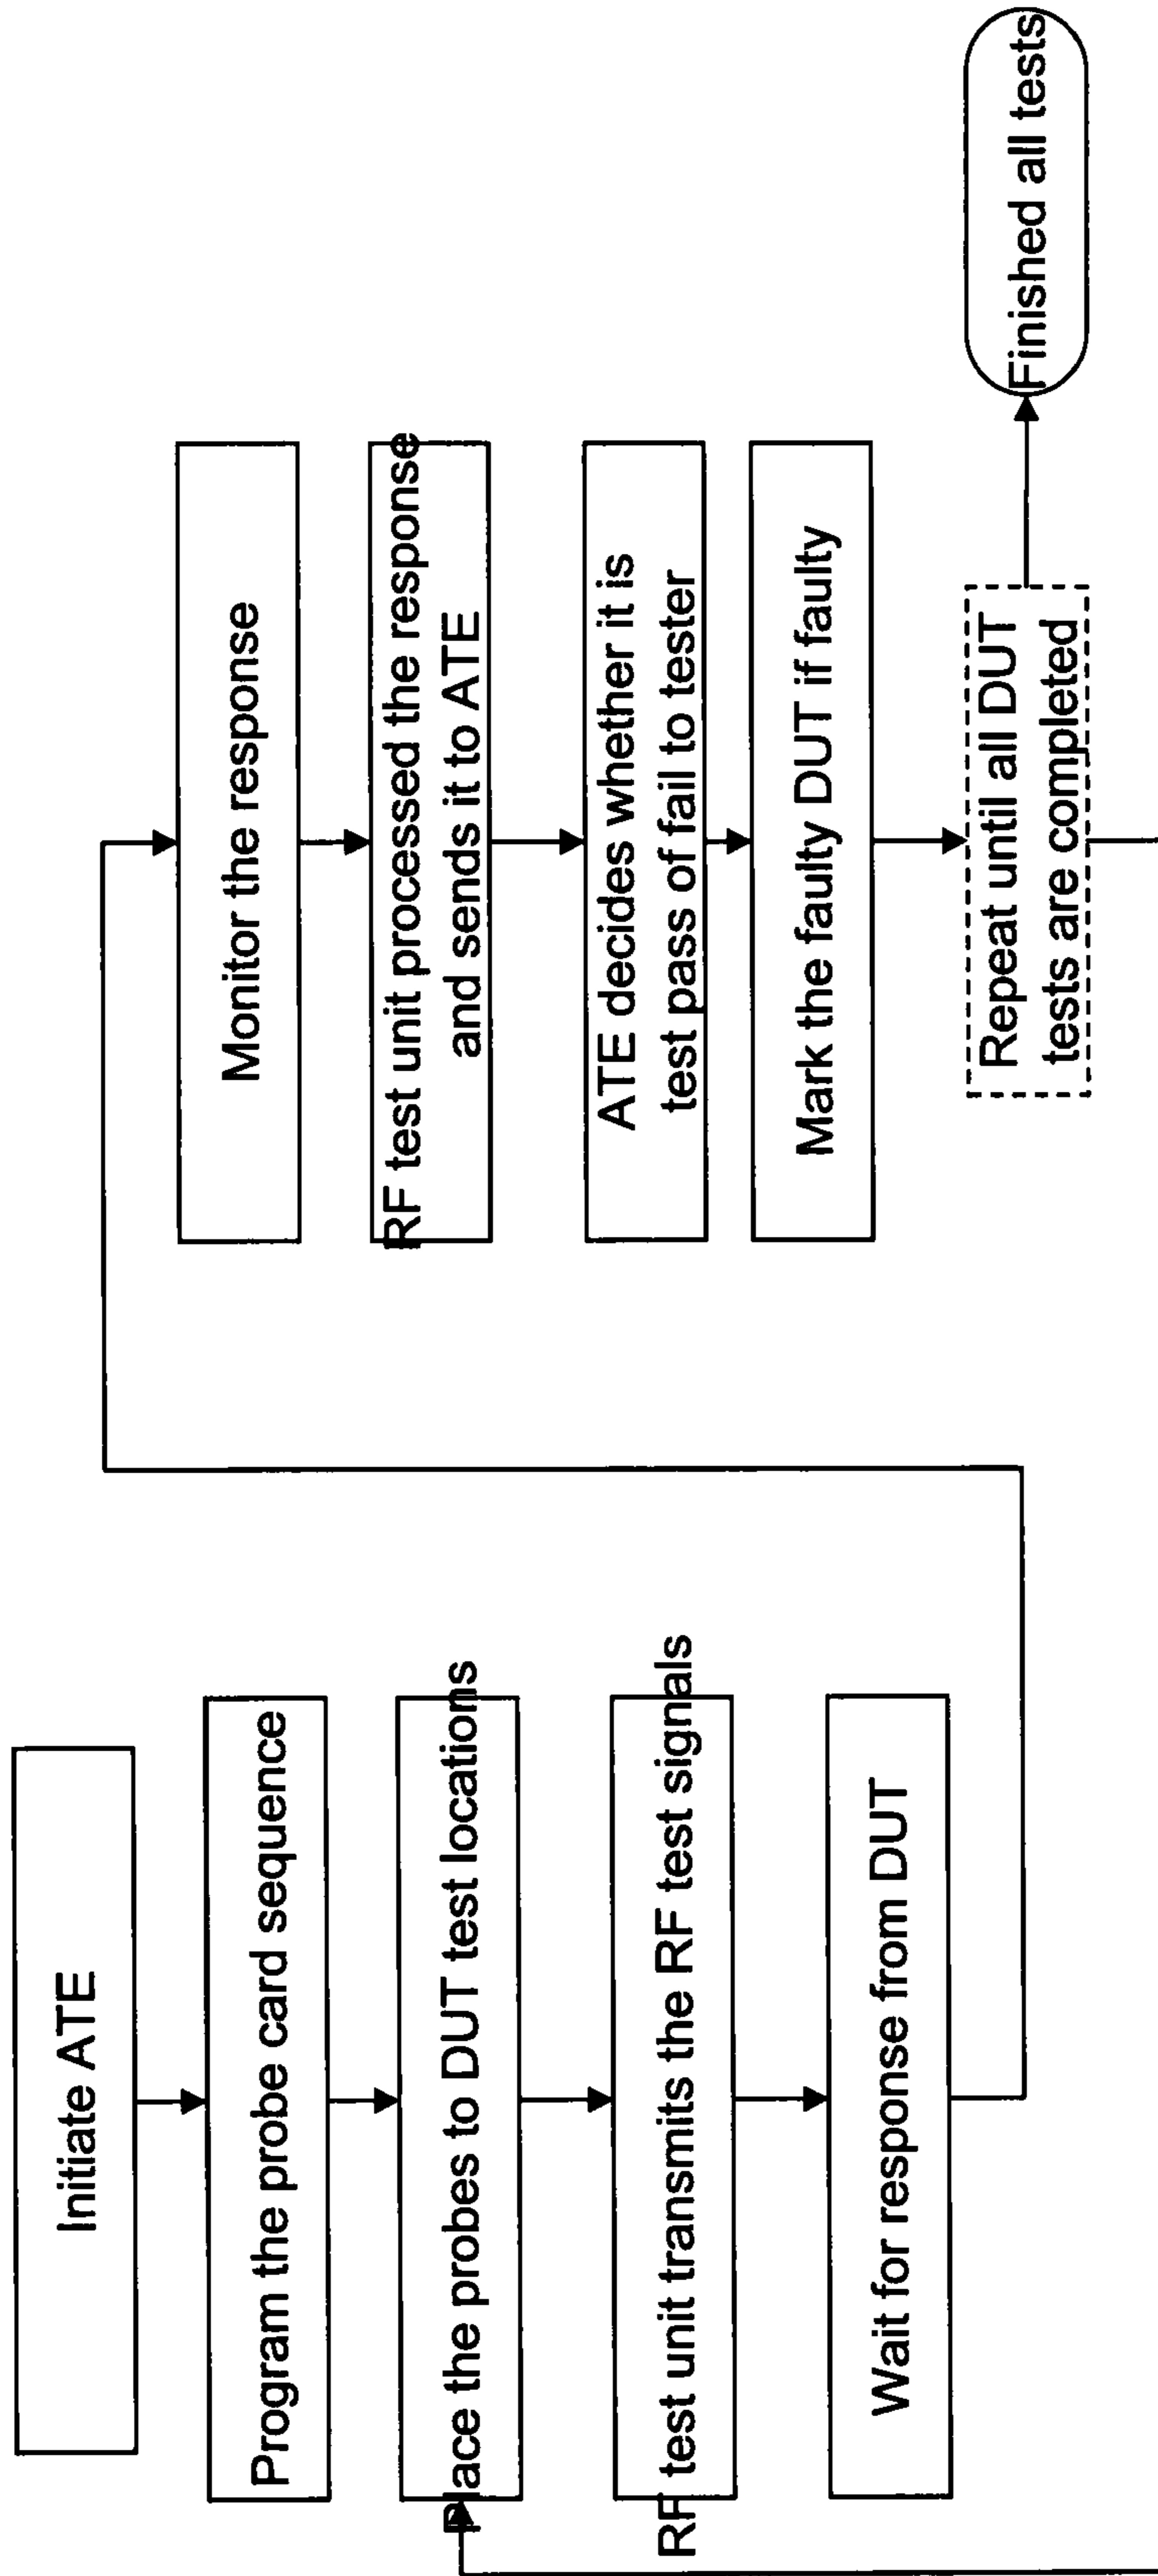 Initiate ATE
Program the probe card sequence
Place the probes to DUT test locations
RF test unit transmits the RF test signals
Wait for response from DUT
Monitor the response
RF test unit processed the response
and sends it to ATE
ATE decides whether it is
test pass of fail to tester
Mark the faulty DUT if faulty
Repeat until all DUT
tests are completed
Finished all tests